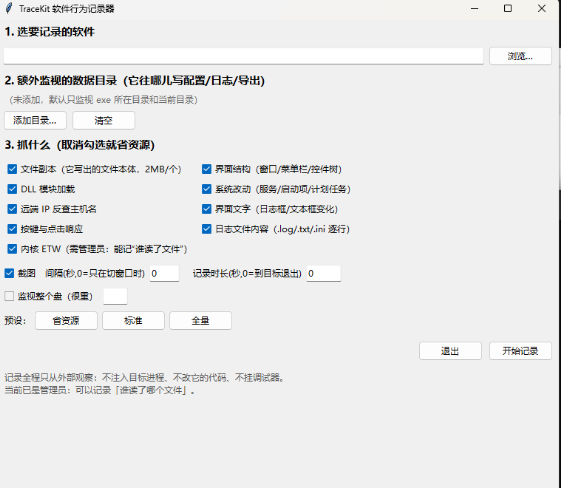 TraceKit 软件行为记录器
1. 选要记录的软件
浏览...
2. 额外监视的数据目录（它往哪儿写配置/日志/导出）
（未添加，默认只监视 exe 所在目录和当前目录）
添加目录... 清空
3. 抓什么（取消勾选就省资源）
文件副本（它写出的文件本体，2MB/个） 界面结构（窗口/菜单栏/控件树）
DLL 模块加载 系统改动（服务/启动项/计划任务）
远端 IP 反查主机名 界面文字（日志框/文本框变化）
按键与点击响应 日志文件内容（.log/.txt/.ini 逐行）
内核 ETW（需管理员；能记“谁读了文件”）
截图 间隔(秒,0=只在切窗口时) 0 记录时长(秒,0=到目标退出) 0
监视整个盘（很重）
预设： 省资源 标准 全量
退出 开始记录
记录全程只从外部观察：不注入目标进程、不改它的代码、不挂调试器。
当前已是管理员：可以记录「谁读了哪个文件」。